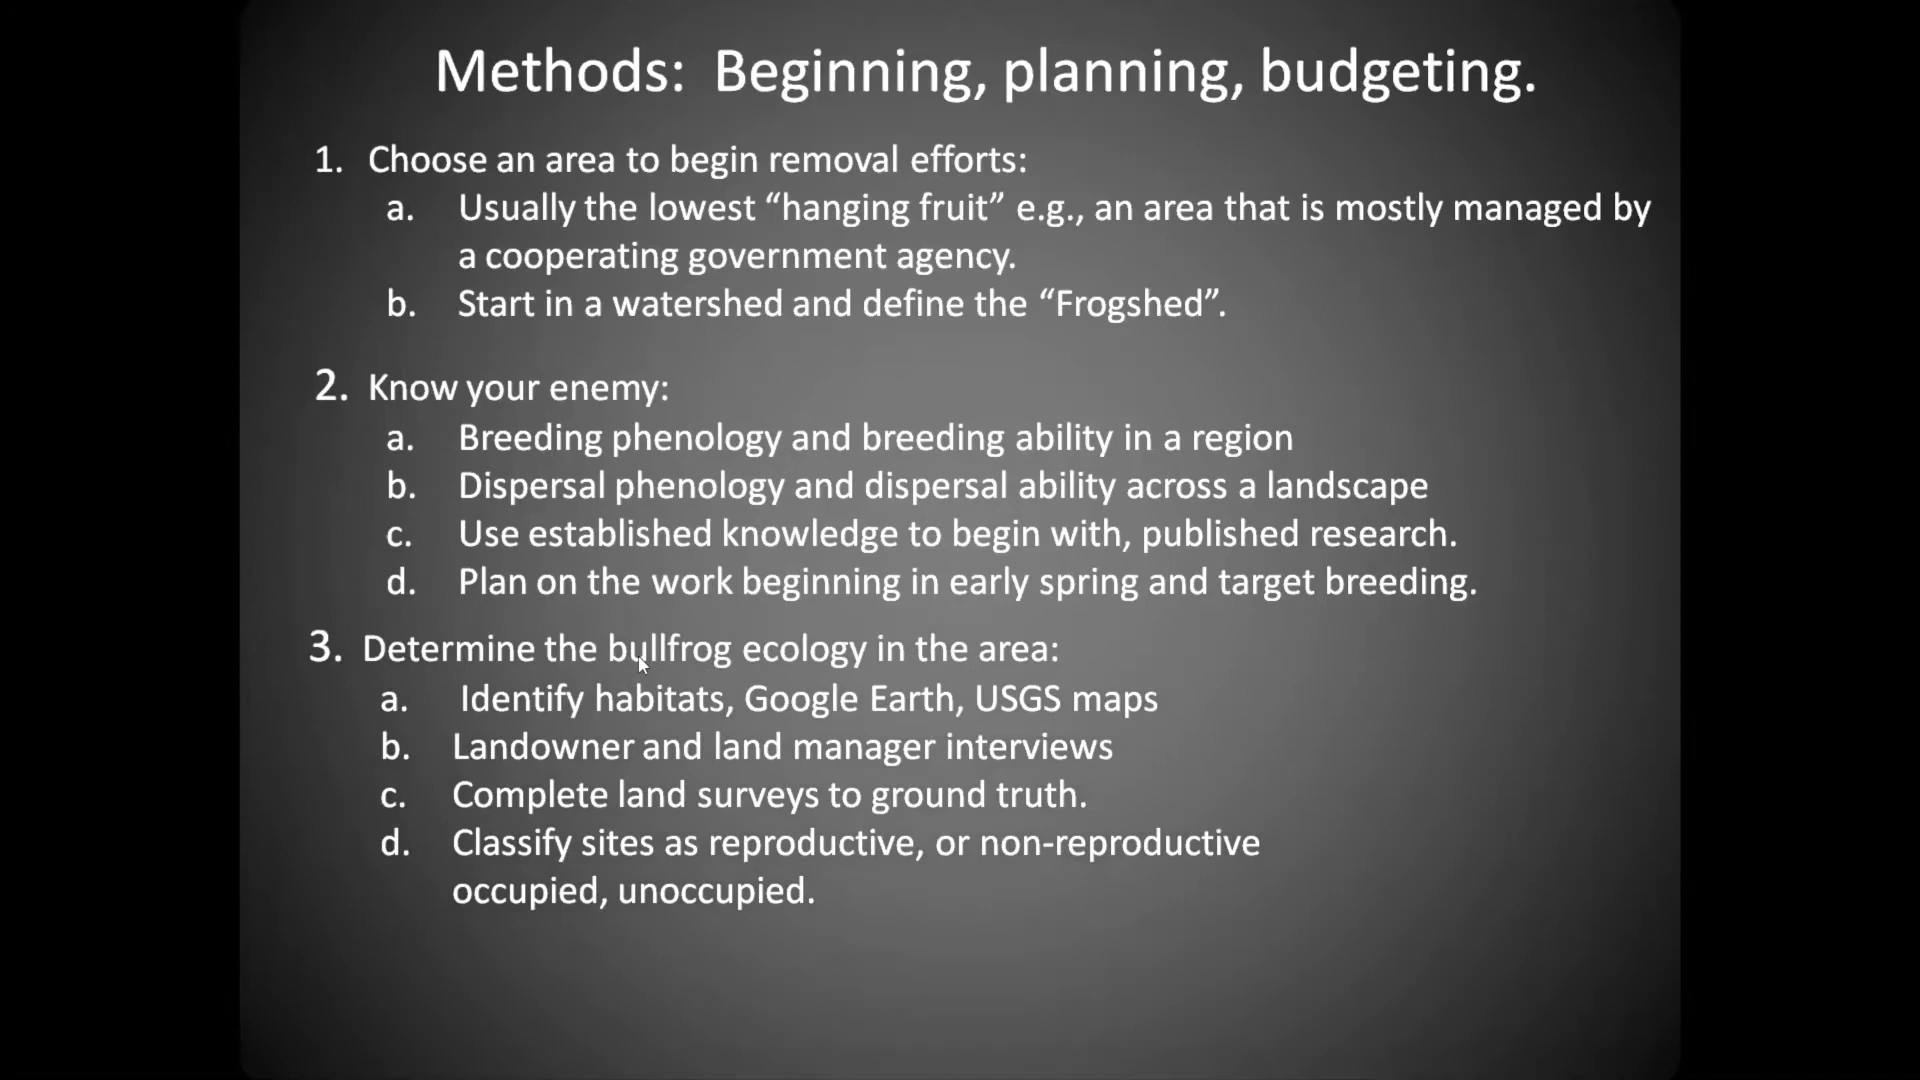 Methods:  Beginning, planning, budgeting.
1. Choose an area to begin removal efforts:
a. Usually the lowest “hanging fruit” e.g., an area that is mostly managed by
a cooperating government agency.
b. Start in a watershed and define the “Frogshed”.
2. Know your enemy:
a. Breeding phenology and breeding ability in a region
b. Dispersal phenology and dispersal ability across a landscape
c. Use established knowledge to begin with, published research.
d. Plan on the work beginning in early spring and target breeding.
3. Determine the bullfrog ecology in the area:
a. Identify habitats, Google Earth, USGS maps
b. Landowner and land manager interviews
c. Complete land surveys to ground truth.
d. Classify sites as reproductive, or non-reproductive
occupied, unoccupied.